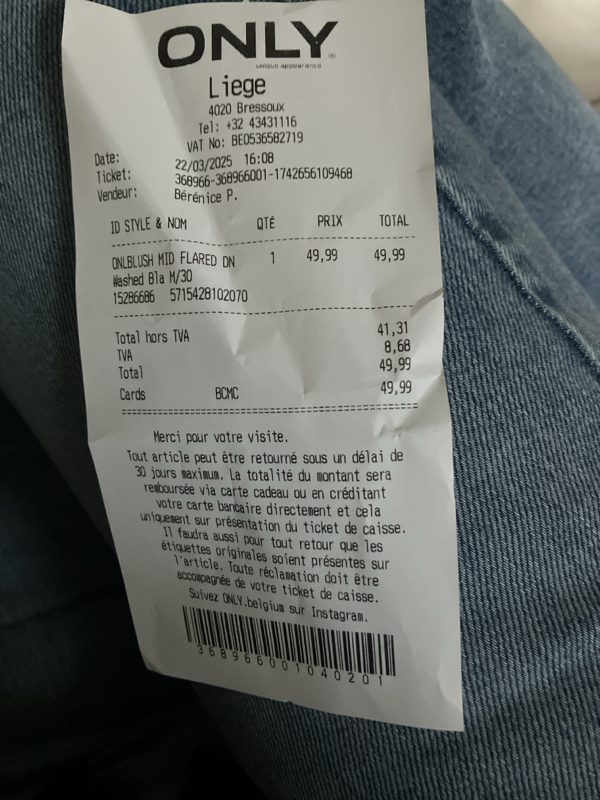 ONLY
unique appearance
Liege
4020 Bressoux
Tel: +32 43431116
VAT No: BE0536582719
Date: 22/03/2025 16:08
Ticket: 368966-368966001-1742656109468
Vendeur: Bérénice P.
ID STYLE & NOM QTÉ PRIX TOTAL
ONLBLUSH MID FLARED DN 1 49,99 49,99
Washed Bla M/30
15286686 5715428102070
Total hors TVA 41,31
TVA 8,68
Total 49,99
Cards BCMC 49,99
Merci pour votre visite.
Tout article peut être retourné sous un délai de
30 jours maximum. La totalité du montant sera
remboursée via carte cadeau ou en créditant
votre carte bancaire directement et cela
uniquement sur présentation du ticket de caisse.
Il faudra aussi pour tout retour que les
étiquettes originales soient présentes sur
l'article. Toute réclamation doit être
accompagnée de votre ticket de caisse.
Suivez ONLY.belgium sur Instagram.
368966001040201